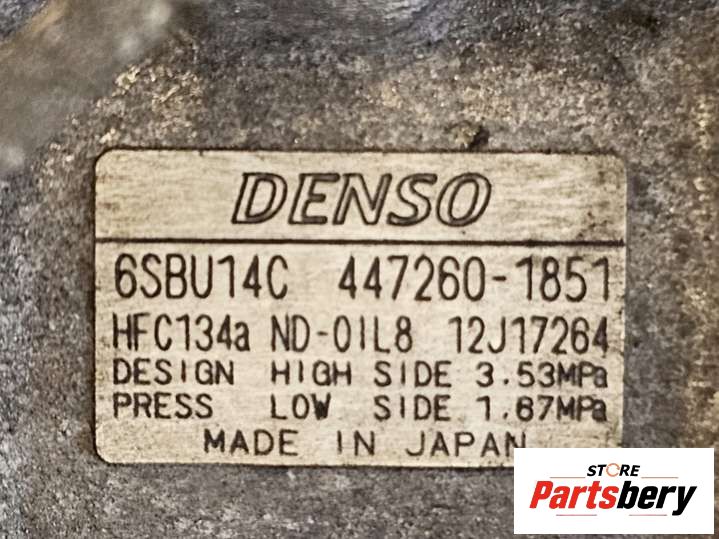 DENSO
6SBU14C 447260-1851
HFC134a ND-OIL8 12J17264
DESIGN HIGH SIDE 3.53MPa
PRESS LOW SIDE 1.67MPa
MADE IN JAPAN
STORE
Partsbery